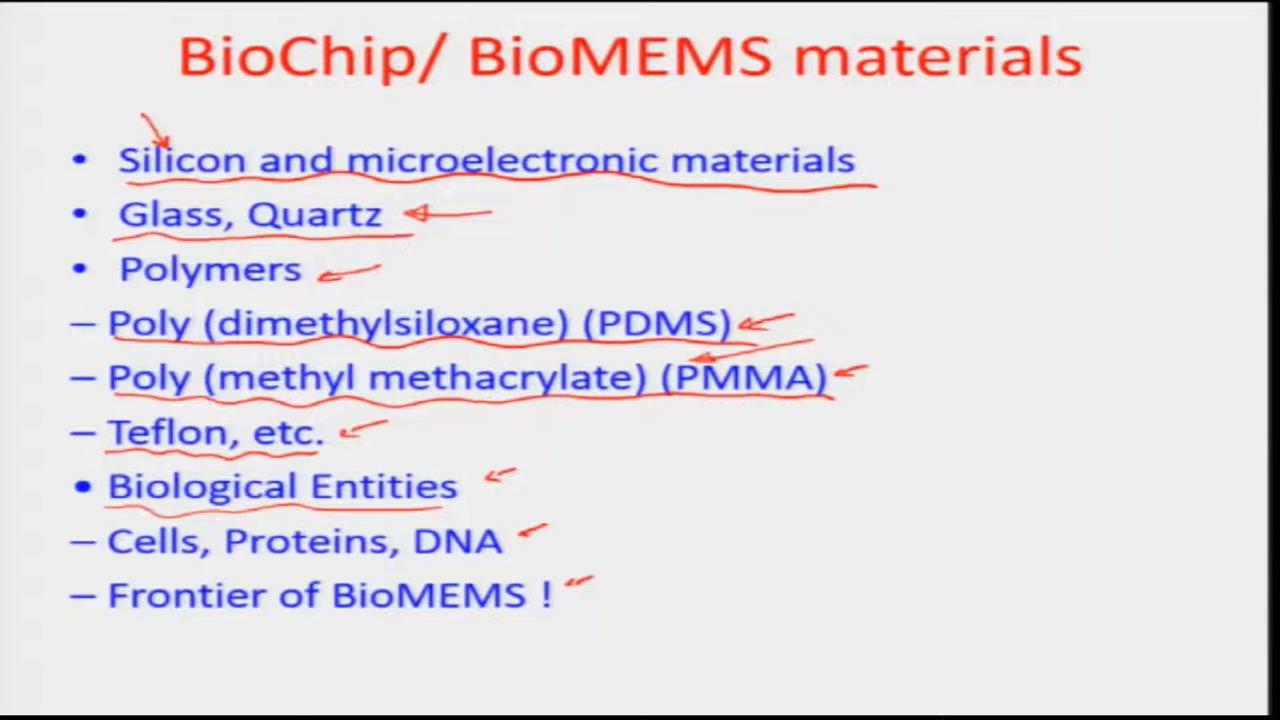 BioChip/ BioMEMS materials
• Silicon and microelectronic materials
• Glass, Quartz
• Polymers
– Poly (dimethylsiloxane) (PDMS)
– Poly (methyl methacrylate) (PMMA)
– Teflon, etc.
• Biological Entities
– Cells, Proteins, DNA
– Frontier of BioMEMS !